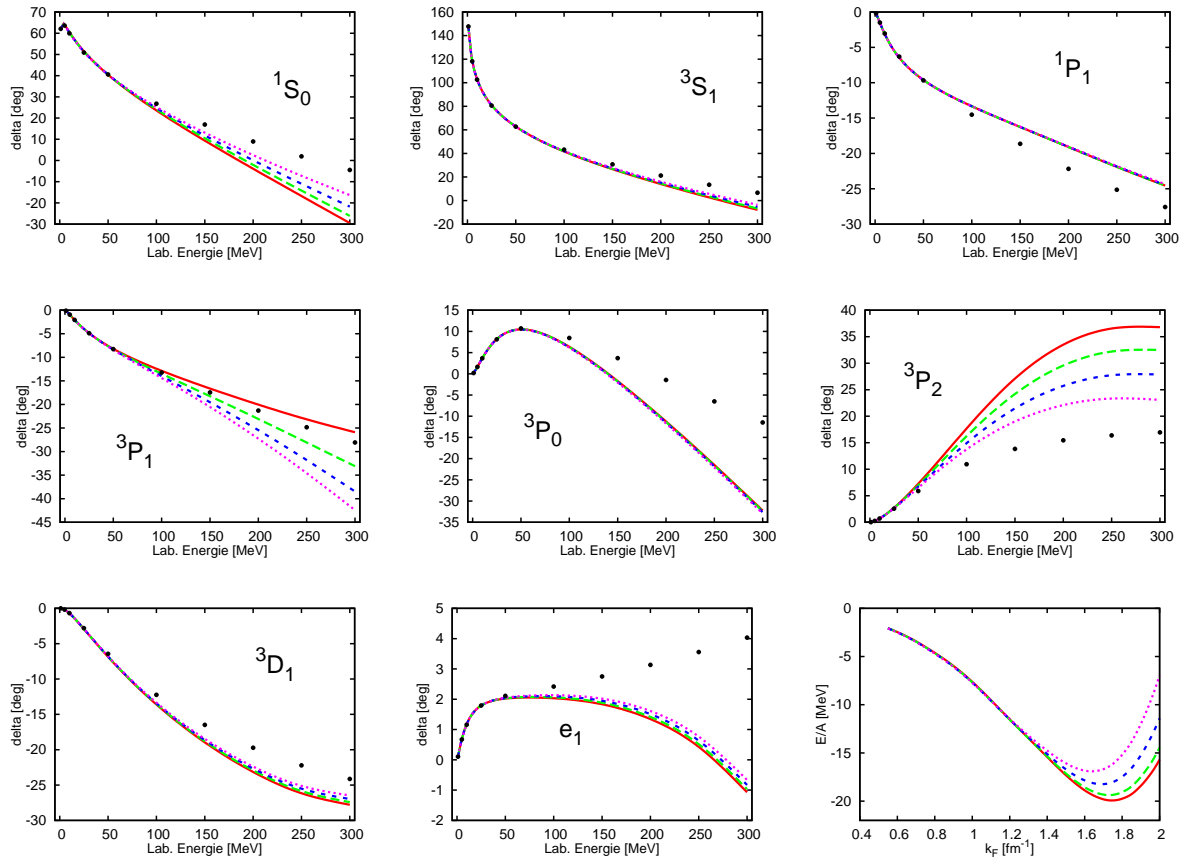 70
60
50
40
30
20
10
0
-10
-20
-30
delta [deg]
¹S₀
0 50 100 150 200 250 300
Lab. Energie [MeV]
160
140
120
100
80
60
40
20
0
-20
delta [deg]
³S₁
0 50 100 150 200 250 300
Lab. Energie [MeV]
0
-5
-10
-15
-20
-25
-30
delta [deg]
¹P₁
0 50 100 150 200 250 300
Lab. Energie [MeV]
0
-5
-10
-15
-20
-25
-30
-35
-40
-45
delta [deg]
³P₁
0 50 100 150 200 250 300
Lab. Energie [MeV]
15
10
5
0
-5
-10
-15
-20
-25
-30
-35
delta [deg]
³P₀
0 50 100 150 200 250 300
Lab. Energie [MeV]
40
35
30
25
20
15
10
5
0
delta [deg]
³P₂
0 50 100 150 200 250 300
Lab. Energie [MeV]
0
-5
-10
-15
-20
-25
-30
delta [deg]
³D₁
0 50 100 150 200 250 300
Lab. Energie [MeV]
5
4
3
2
1
0
-1
-2
delta [deg]
e₁
0 50 100 150 200 250 300
Lab. Energie [MeV]
0
-5
-10
-15
-20
E/A [MeV]
0.4 0.6 0.8 1 1.2 1.4 1.6 1.8 2
k_F [fm⁻¹]